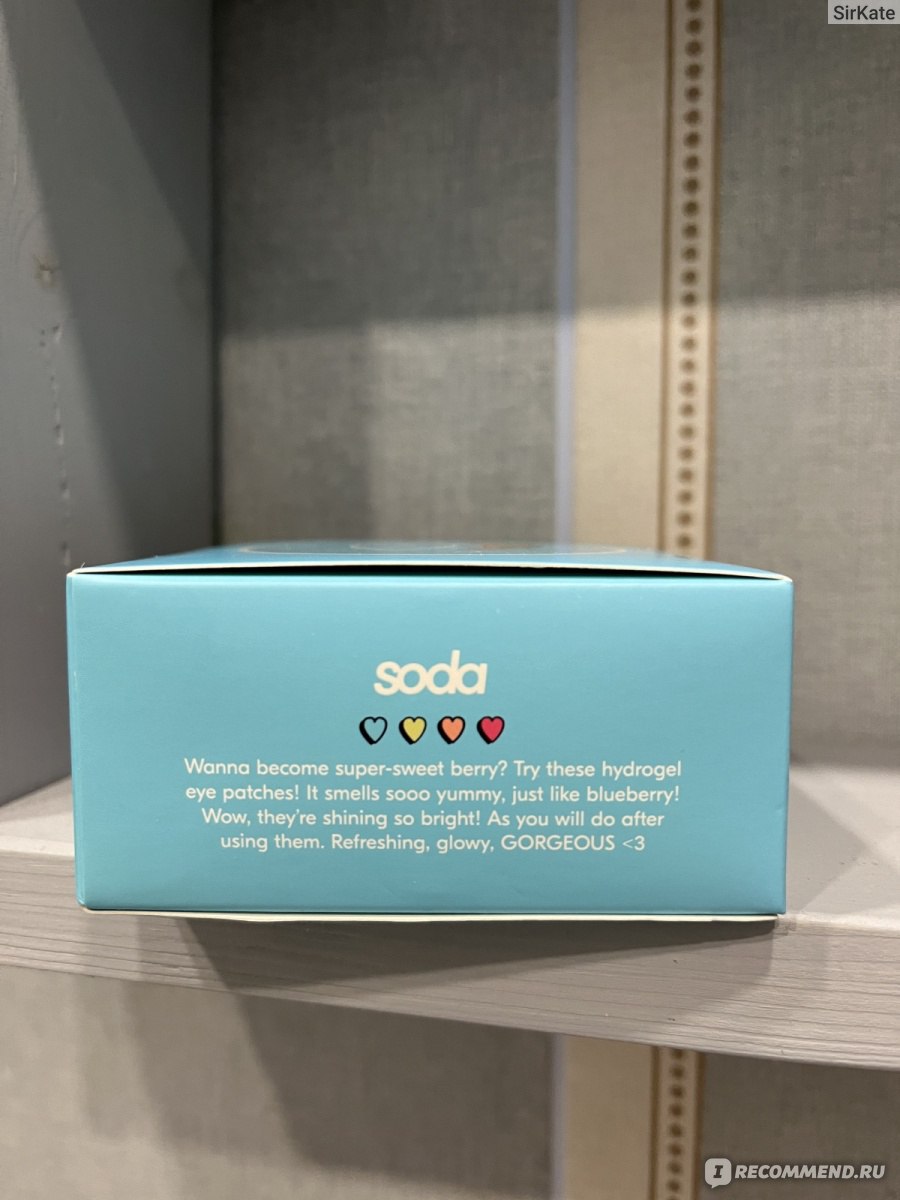 SirKate
soda
Wanna become super-sweet berry? Try these hydrogel
eye patches! It smells sooo yummy, just like blueberry!
Wow, they're shining so bright! As you will do after
using them. Refreshing, glowy, GORGEOUS <3
IRECOMMEND.RU